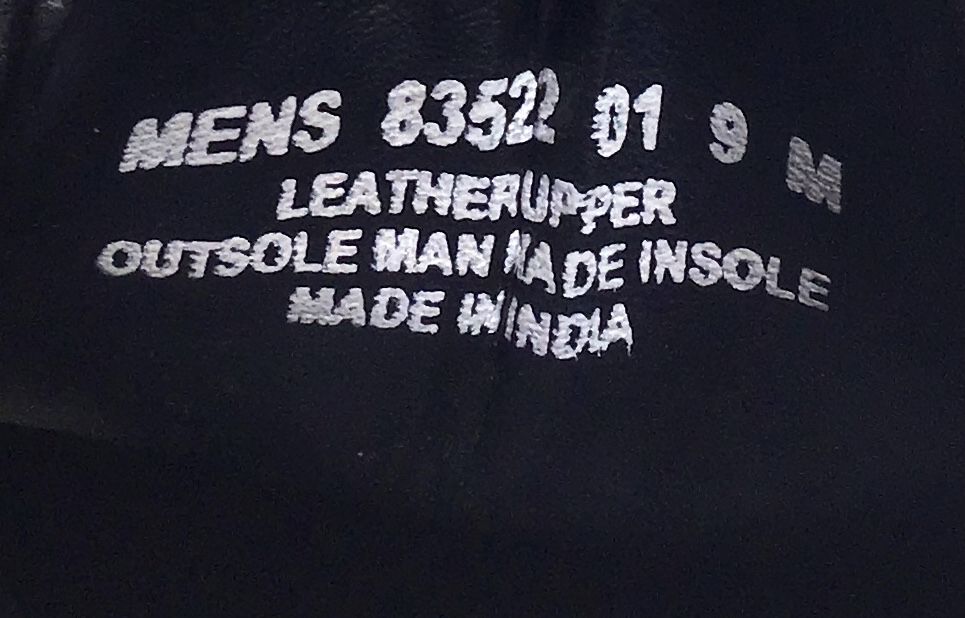 MENS 83522 01 9 M
LEATHERUPPER
OUTSOLE MAN MADE INSOLE
MADE IN INDIA